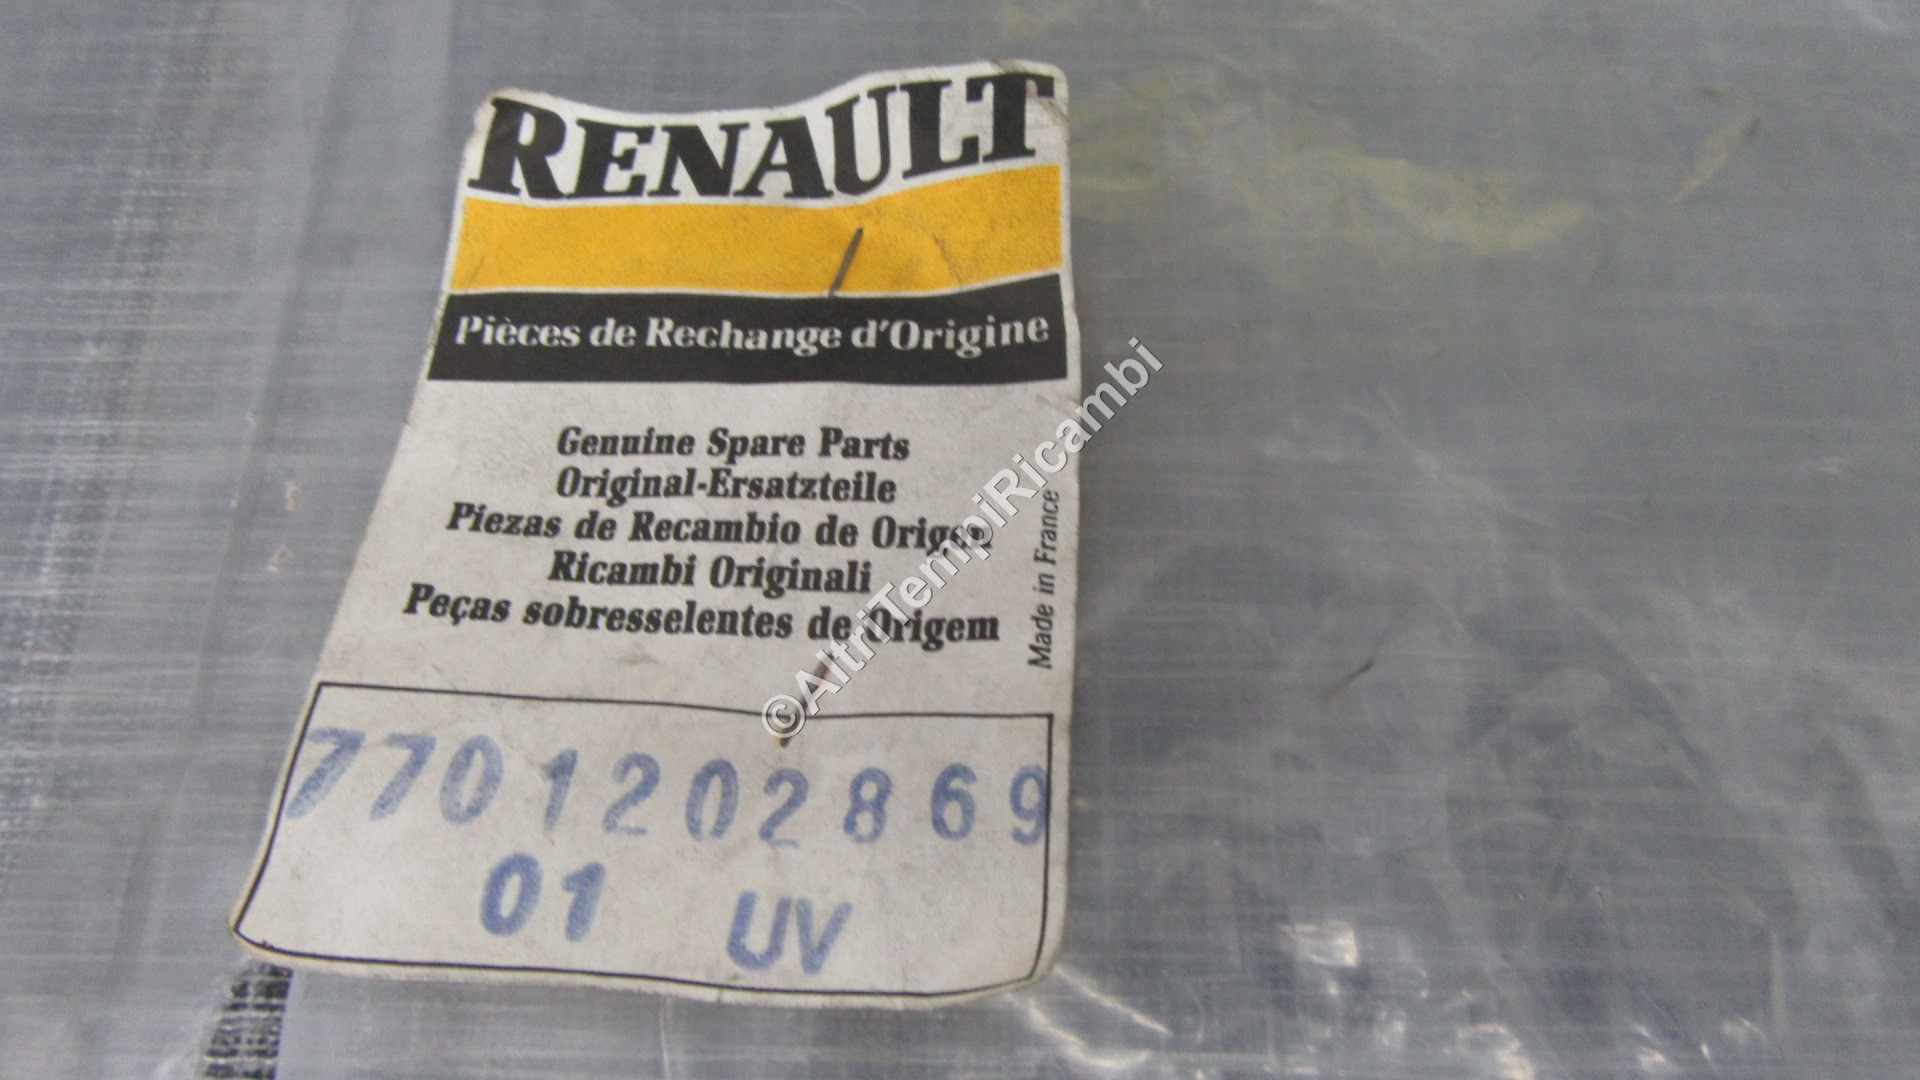 RENAULT
Pièces de Rechange d'Origine
Genuine Spare Parts
Original-Ersatzteile
Piezas de Recambio de Origen
Ricambi Originali
Peças sobresselentes de Origem
Made in France
7701202869
01 UV
©AltriTempiRicambi